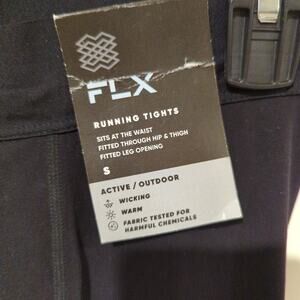 FLX
RUNNING TIGHTS
SITS AT THE WAIST
FITTED THROUGH HIP & THIGH
FITTED LEG OPENING
S
ACTIVE / OUTDOOR
WICKING
WARM
FABRIC TESTED FOR
HARMFUL CHEMICALS